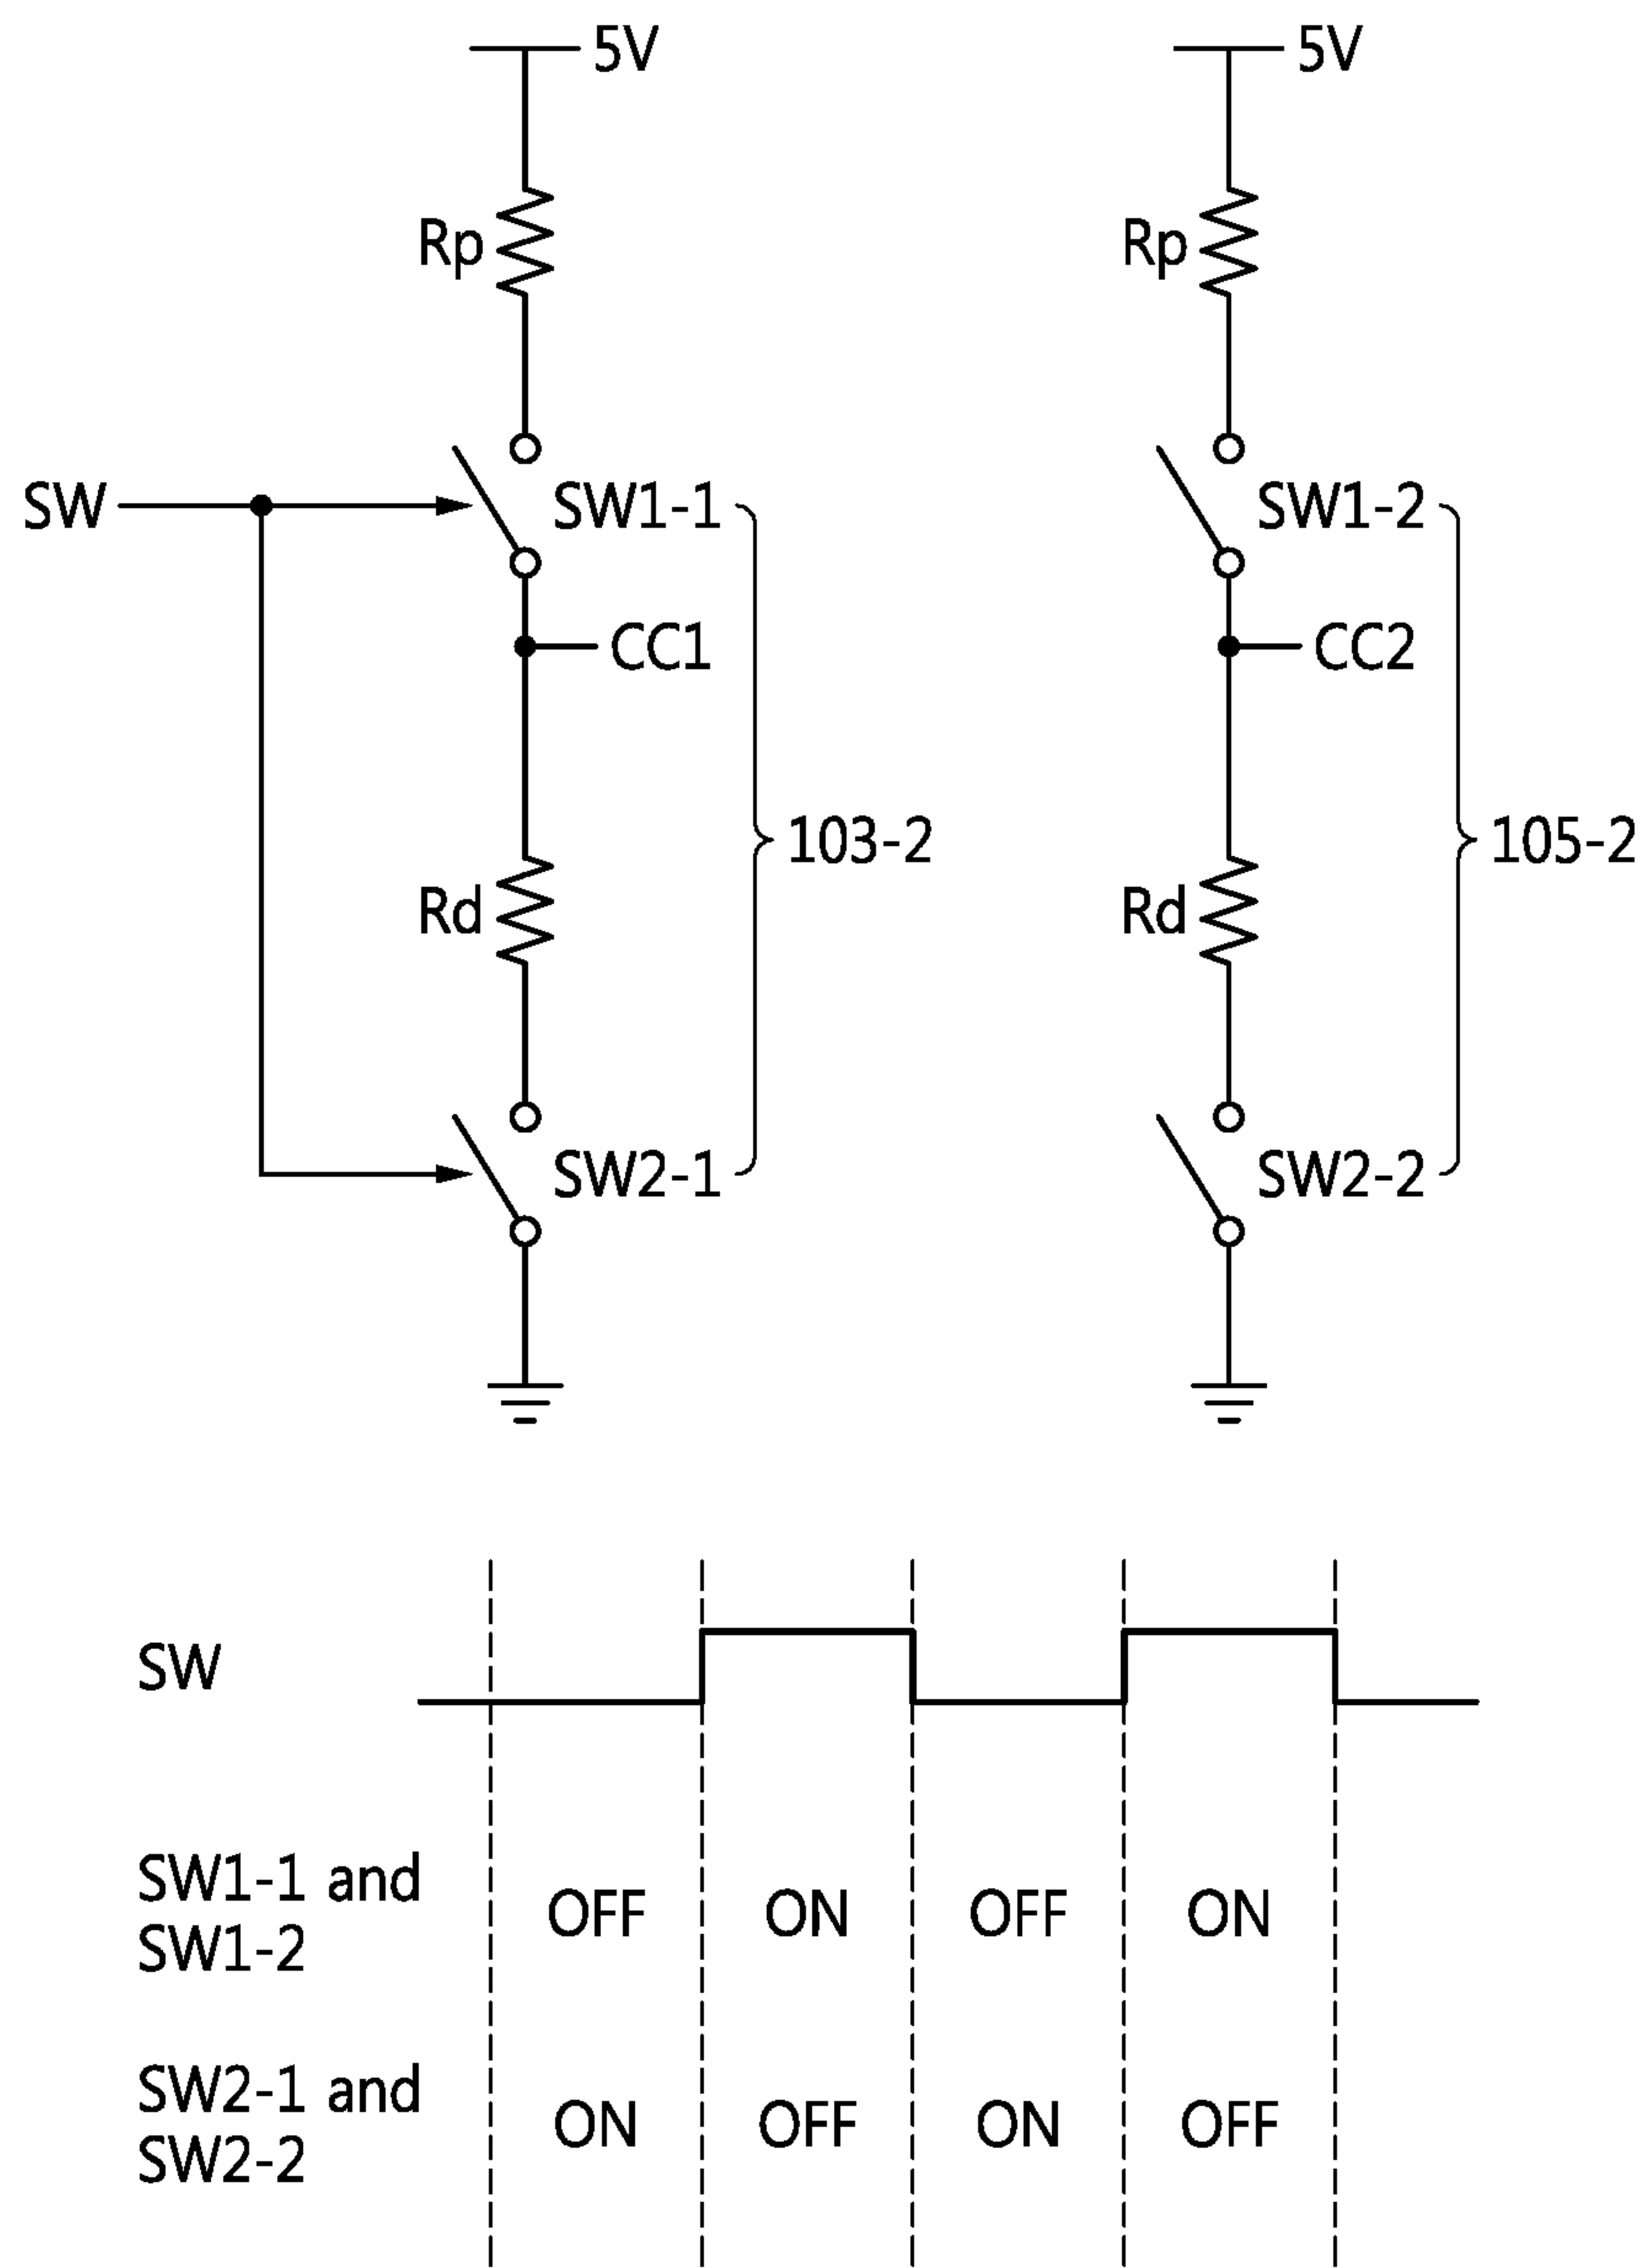 5V 5V
Rp Rp
SW SW1-1 SW1-2
CC1 CC2
103-2 105-2
Rd Rd
SW2-1 SW2-2
SW
SW1-1 and
SW1-2
OFF ON OFF ON
SW2-1 and
SW2-2
ON OFF ON OFF